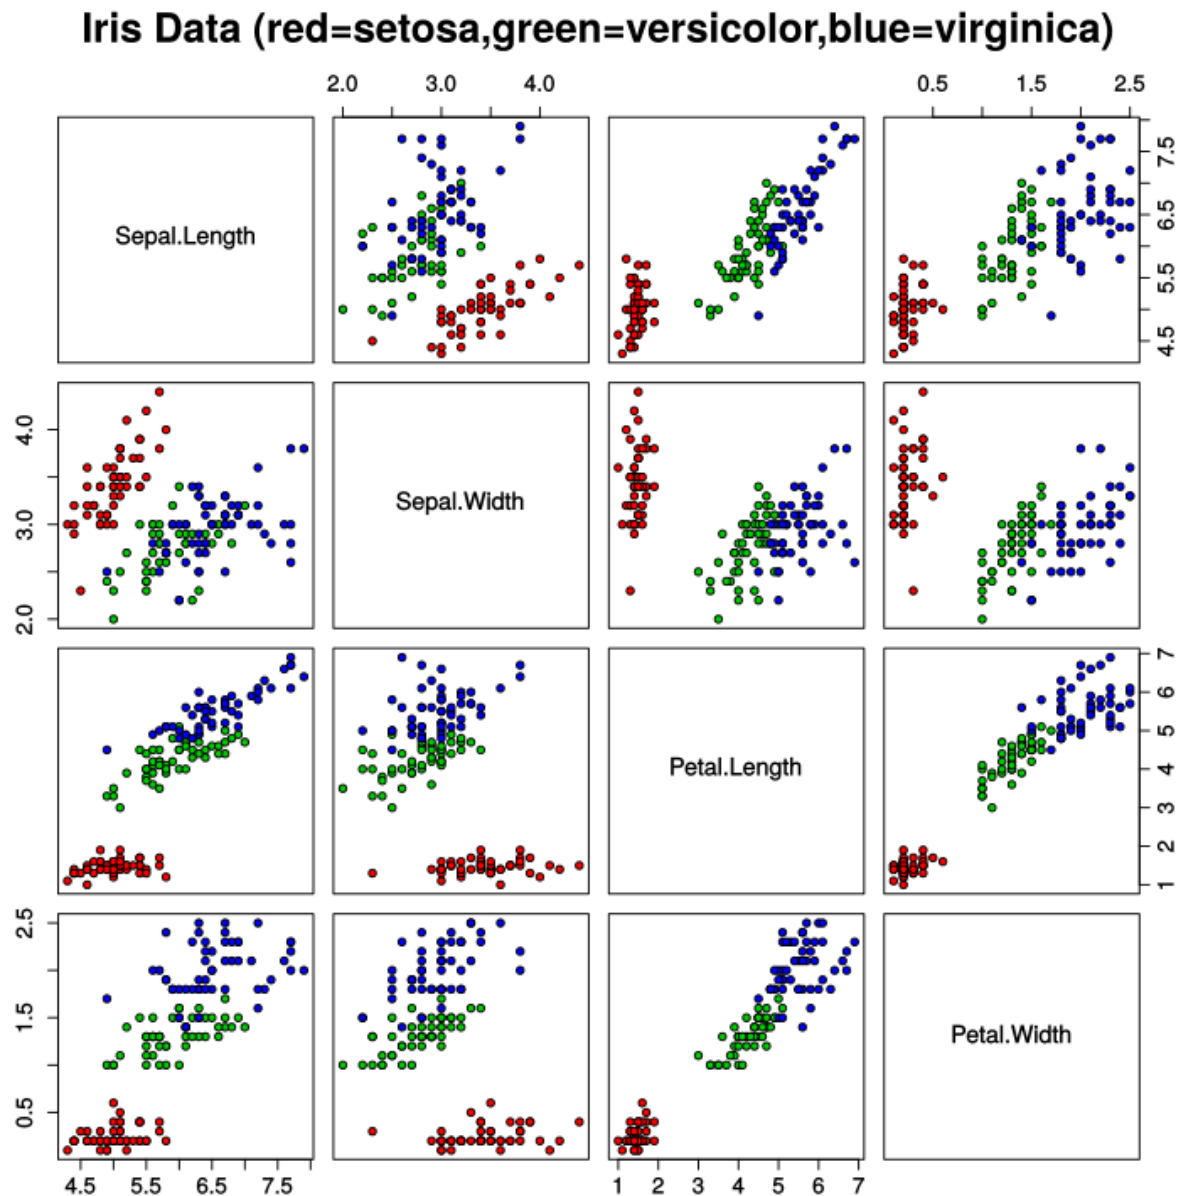 Iris Data (red=setosa,green=versicolor,blue=virginica)
2.0 3.0 4.0 0.5 1.5 2.5
Sepal.Length
4.5 5.5 6.5 7.5
2.0 3.0 4.0
Sepal.Width
Petal.Length
1 2 3 4 5 6 7
0.5 1.5 2.5
Petal.Width
4.5 5.5 6.5 7.5 1 2 3 4 5 6 7